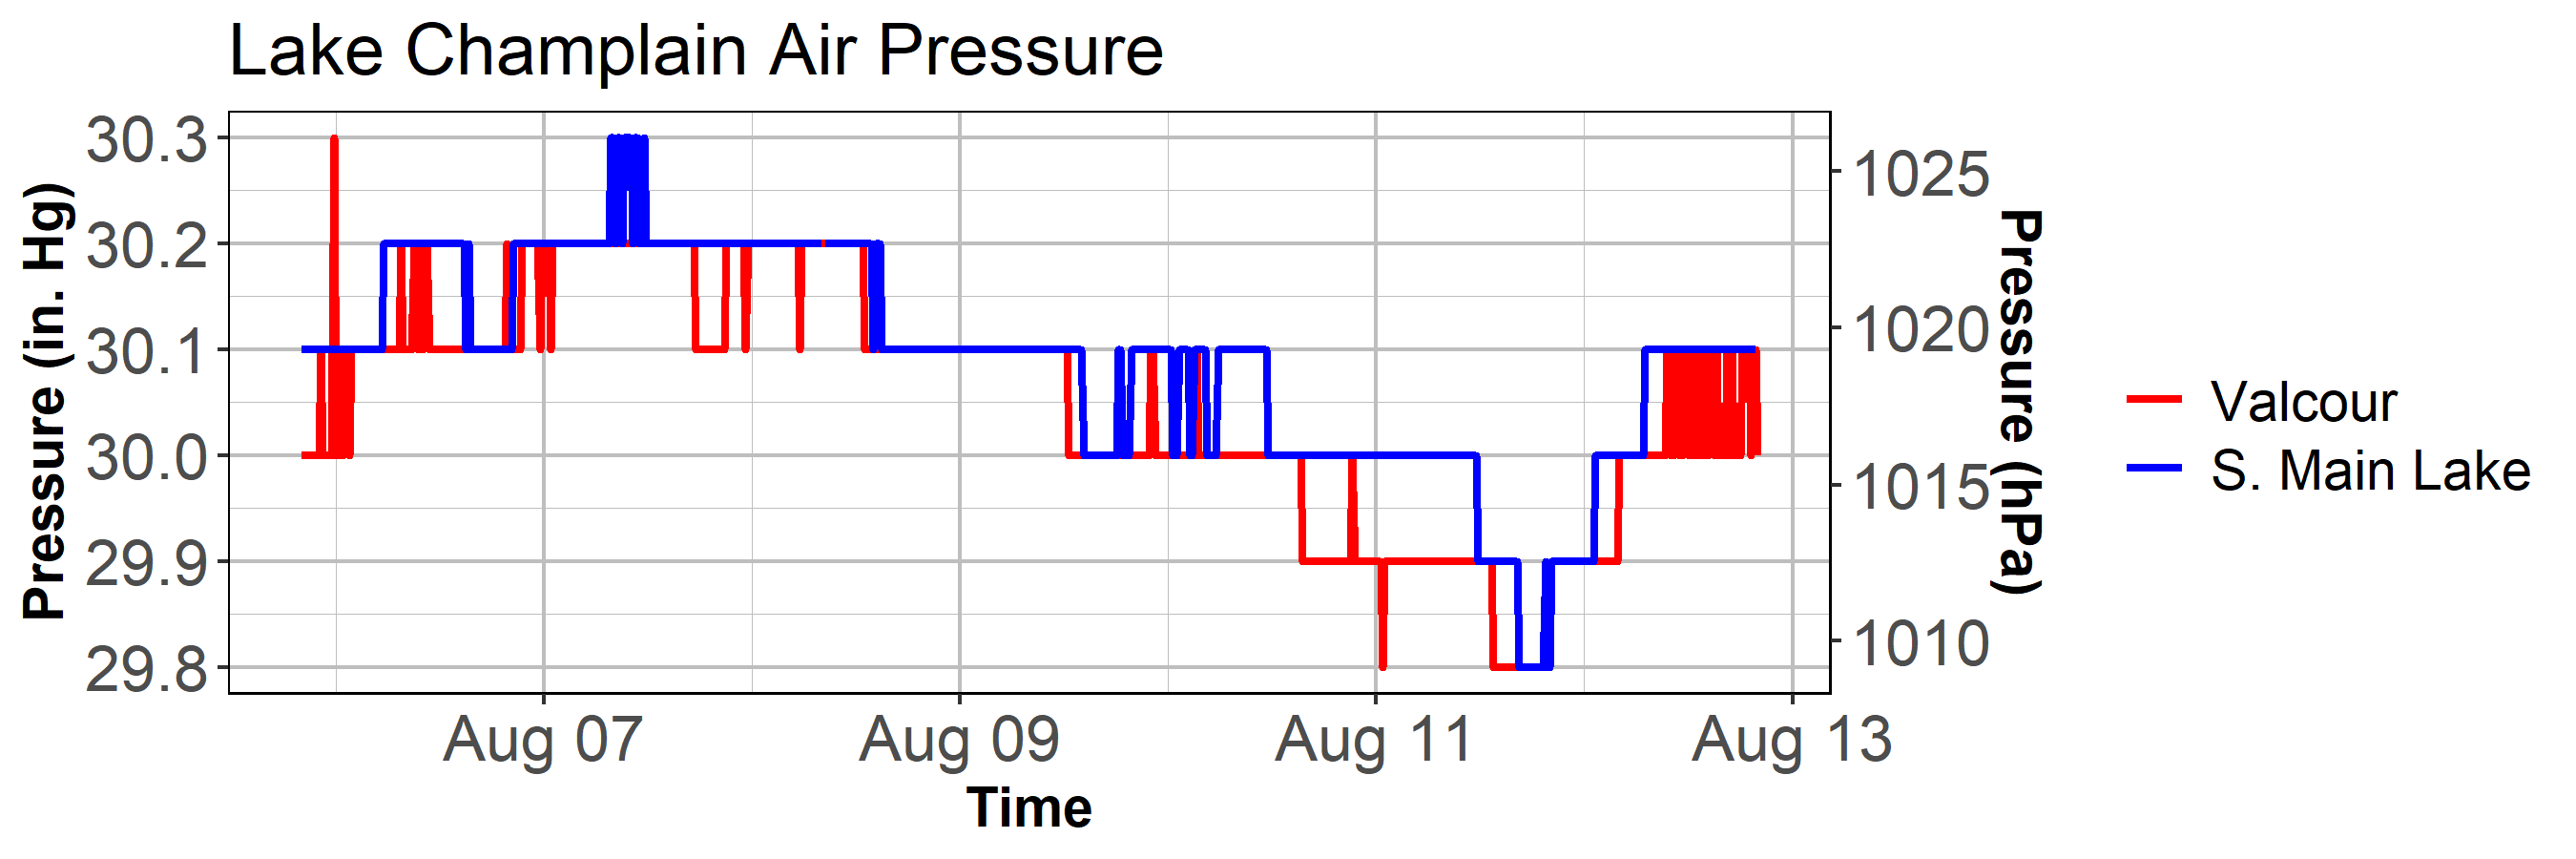 Lake Champlain Air Pressure
Pressure (in. Hg)
30.3
30.2
30.1
30.0
29.9
29.8
1025
1020
1015
1010
Pressure (hPa)
Aug 07
Aug 09
Aug 11
Aug 13
Time
Valcour
S. Main Lake